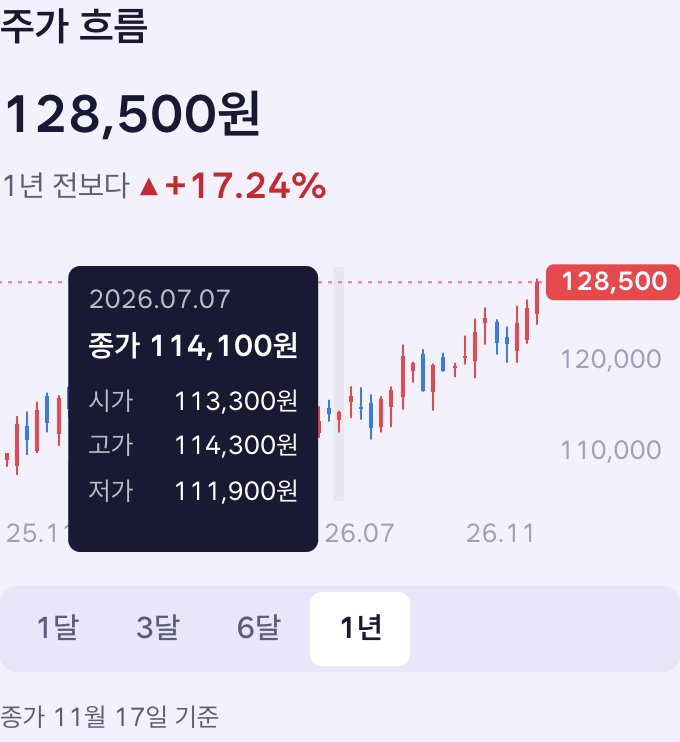 주가 흐름
128,500원
1년 전보다 ▲+17.24%
128,500
2026.07.07
종가 114,100원
120,000
시가 113,300원
고가 114,300원
110,000
저가 111,900원
26.07 26.11
1달 3달 6달 1년
종가 11월 17일 기준